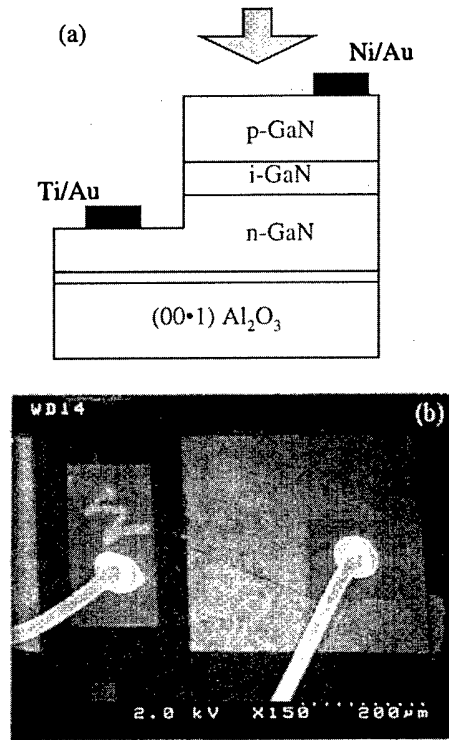 (a)
Ni/Au
p-GaN
i-GaN
Ti/Au
n-GaN
(00•1) Al₂O₃
WD14
(b)
2.0 kV X150 200μm